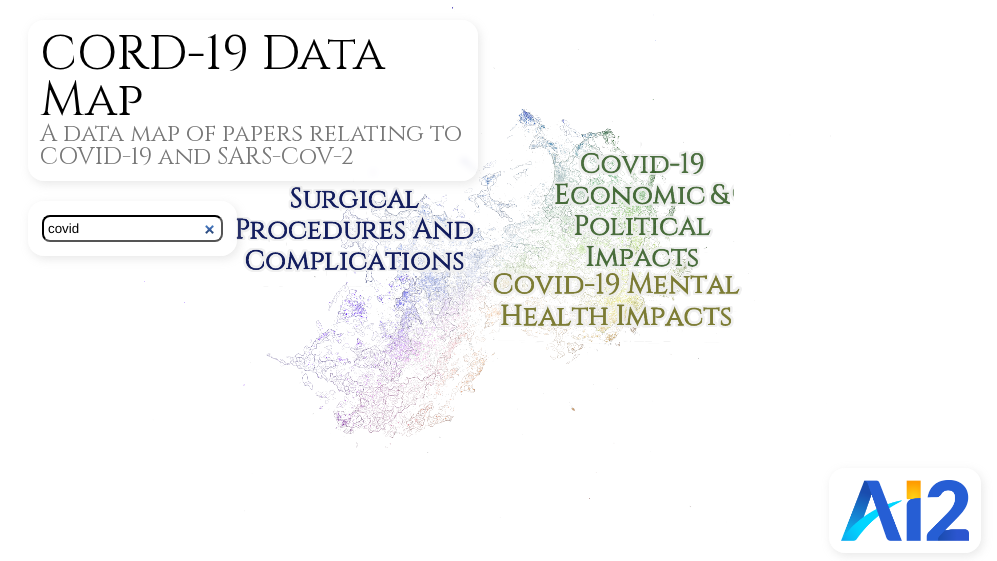 CORD-19 Data
Map
A data map of papers relating to
COVID-19 and SARS-CoV-2
covid
Surgical
Procedures And
Complications
Covid-19
Economic &
Political
Impacts
Covid-19 Mental
Health Impacts
Ai2